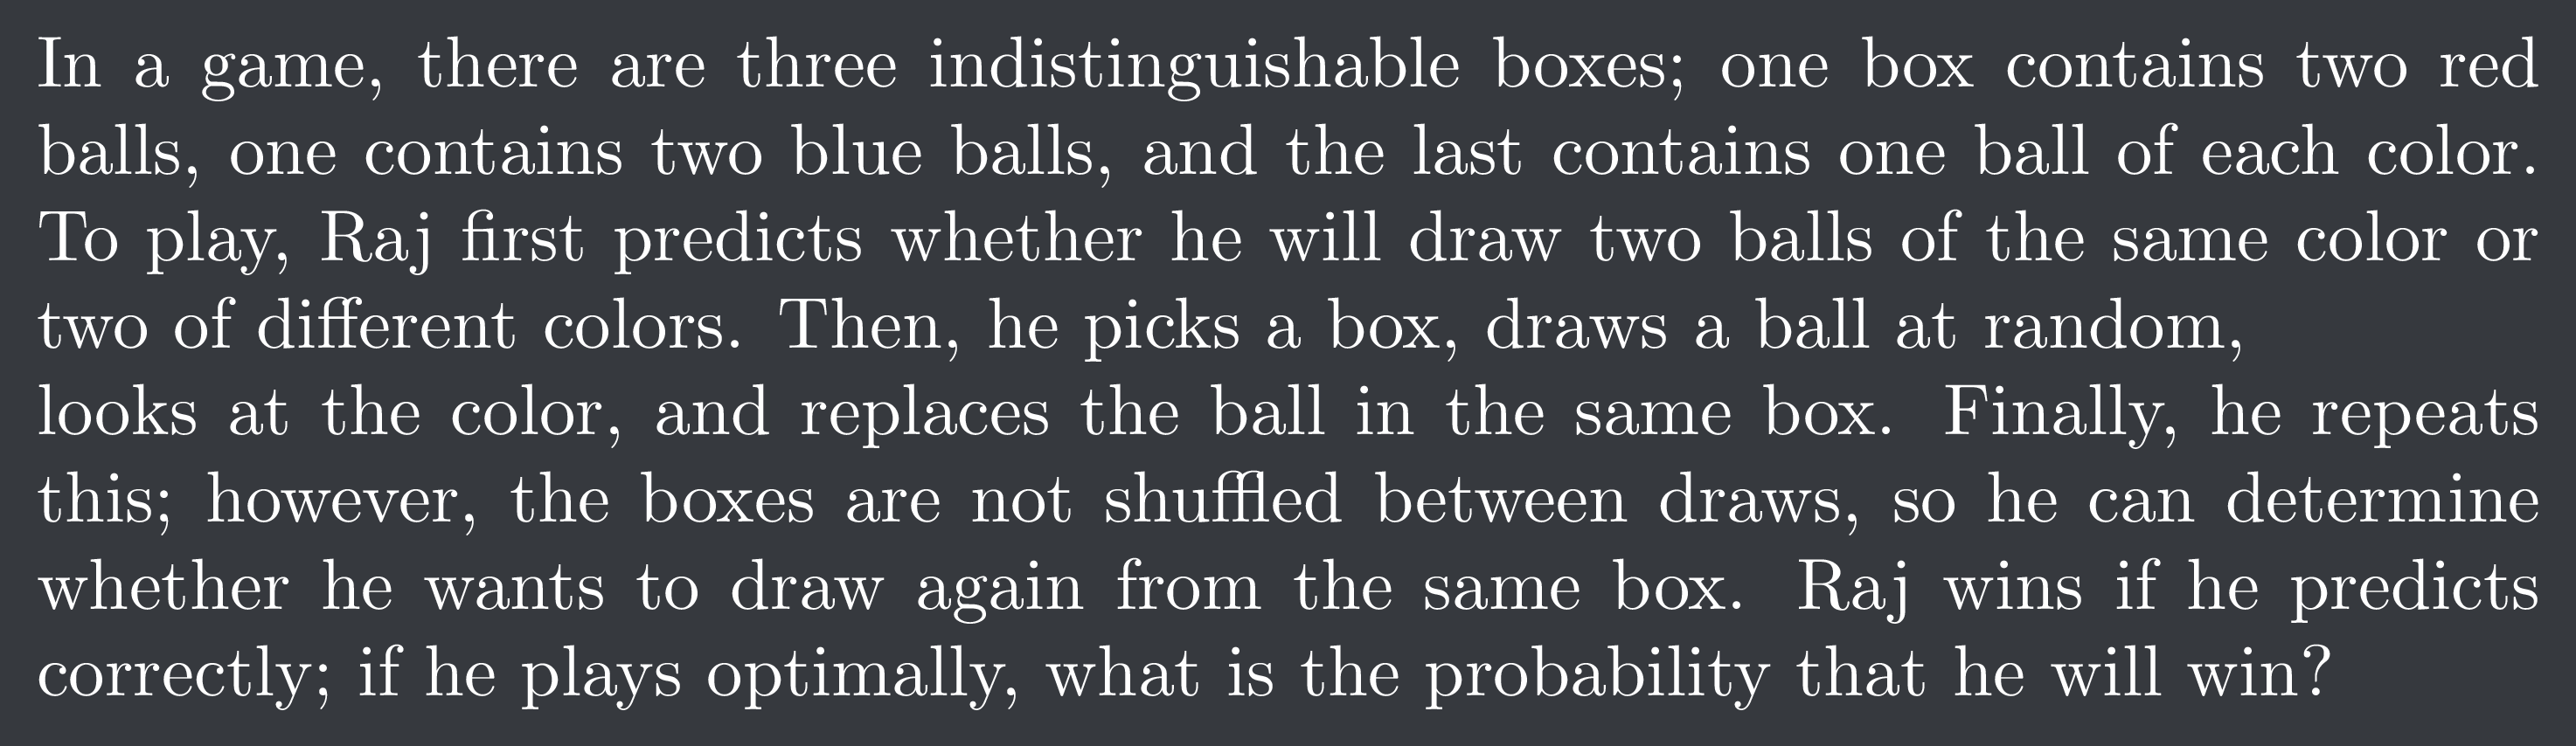 In a game, there are three indistinguishable boxes; one box contains two red
balls, one contains two blue balls, and the last contains one ball of each color.
To play, Raj first predicts whether he will draw two balls of the same color or
two of different colors. Then, he picks a box, draws a ball at random,
looks at the color, and replaces the ball in the same box. Finally, he repeats
this; however, the boxes are not shuffled between draws, so he can determine
whether he wants to draw again from the same box. Raj wins if he predicts
correctly; if he plays optimally, what is the probability that he will win?